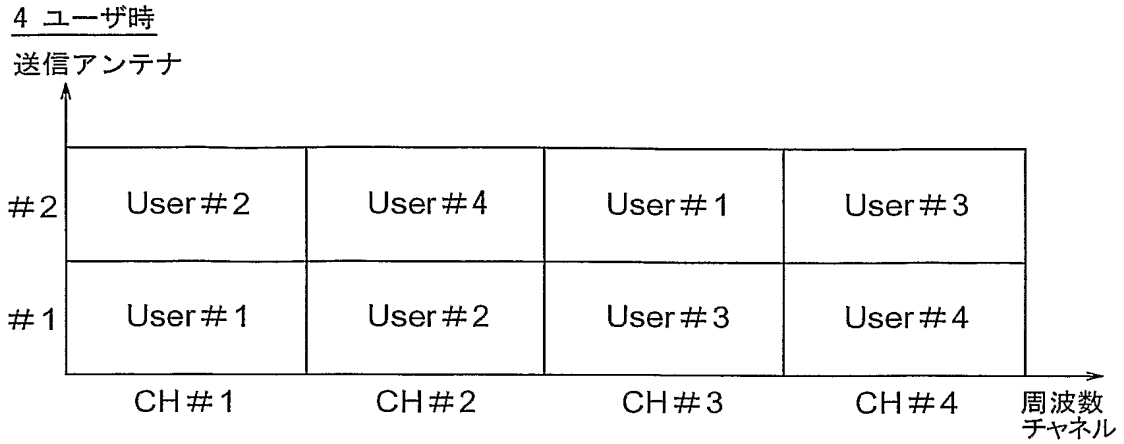 4 ユーザ時
送信アンテナ
#2
User#2
User#4
User#1
User#3
#1
User#1
User#2
User#3
User#4
CH#1
CH#2
CH#3
CH#4
周波数
チャネル